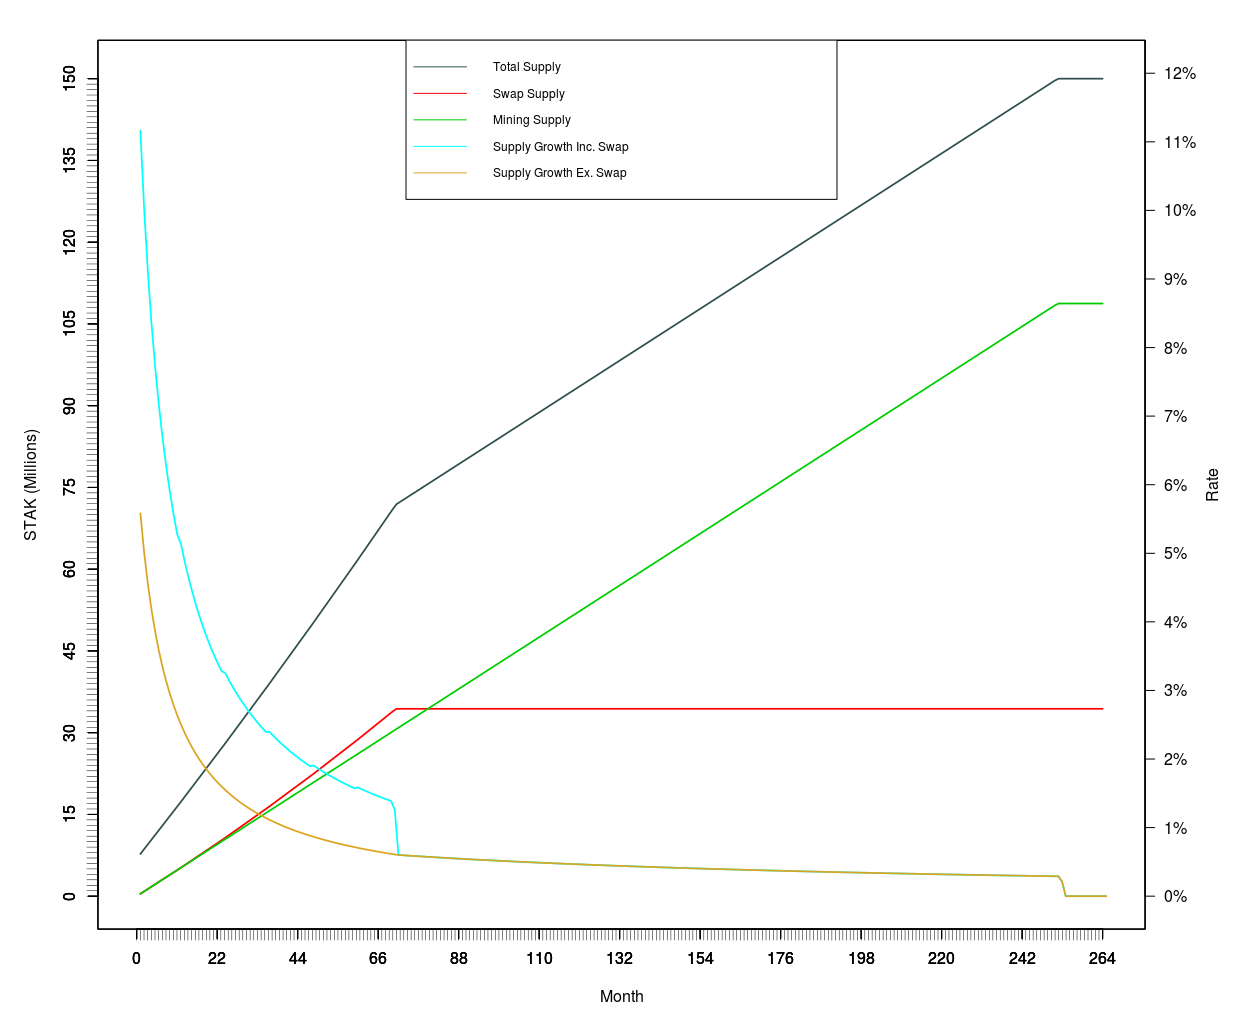 Total Supply
Swap Supply
Mining Supply
Supply Growth Inc. Swap
Supply Growth Ex. Swap
150
135
120
105
90
75
60
45
30
15
0
STAK (Millions)
12%
11%
10%
9%
8%
7%
6%
5%
4%
3%
2%
1%
0%
Rate
0 22 44 66 88 110 132 154 176 198 220 242 264
Month